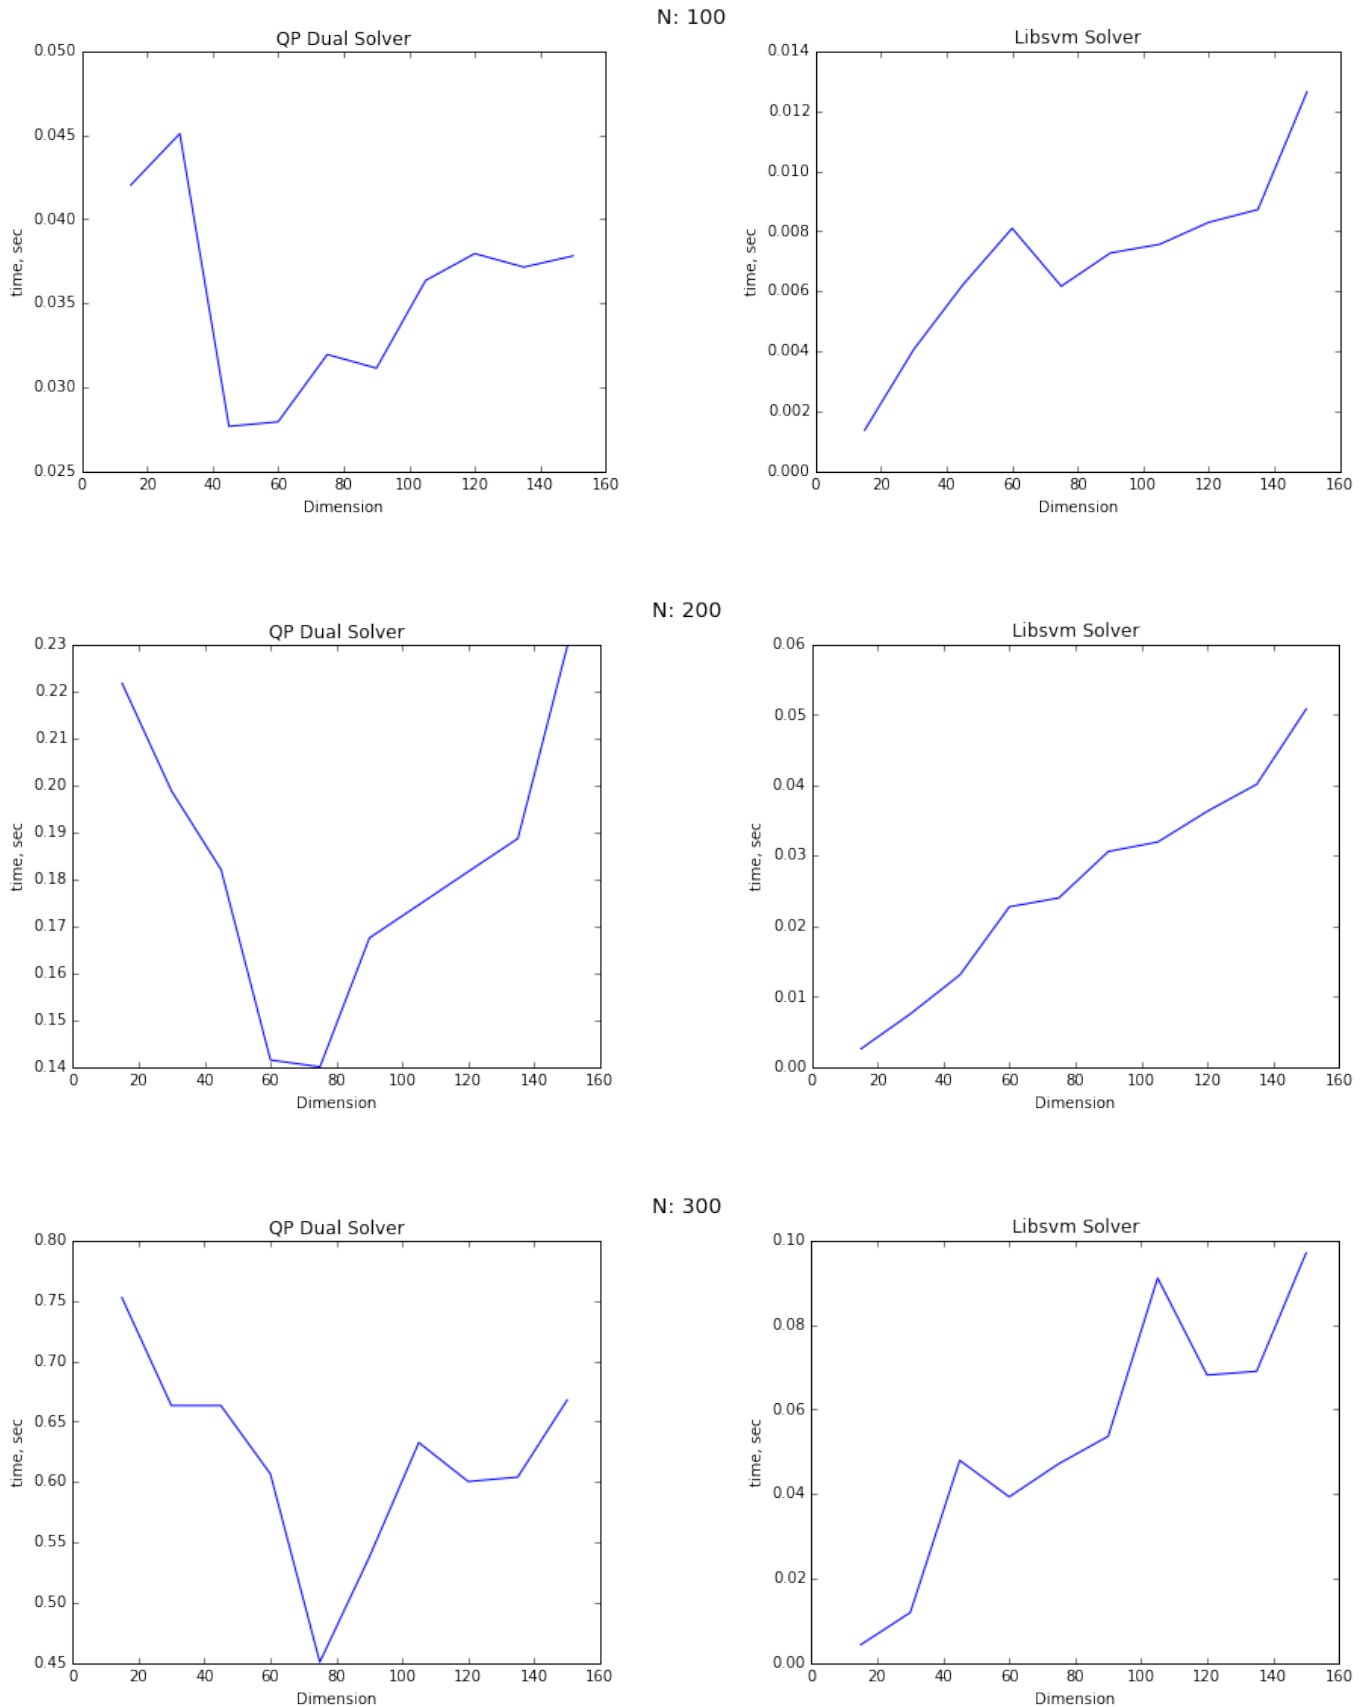 N: 100
QP Dual Solver
0.050
0.045
0.040
0.035
0.030
0.025
time, sec
0 20 40 60 80 100 120 140 160
Dimension
Libsvm Solver
0.014
0.012
0.010
0.008
0.006
0.004
0.002
0.000
time, sec
0 20 40 60 80 100 120 140 160
Dimension
N: 200
QP Dual Solver
0.23
0.22
0.21
0.20
0.19
0.18
0.17
0.16
0.15
0.14
time, sec
0 20 40 60 80 100 120 140 160
Dimension
Libsvm Solver
0.06
0.05
0.04
0.03
0.02
0.01
0.00
time, sec
0 20 40 60 80 100 120 140 160
Dimension
N: 300
QP Dual Solver
0.80
0.75
0.70
0.65
0.60
0.55
0.50
0.45
time, sec
0 20 40 60 80 100 120 140 160
Dimension
Libsvm Solver
0.10
0.08
0.06
0.04
0.02
0.00
time, sec
0 20 40 60 80 100 120 140 160
Dimension